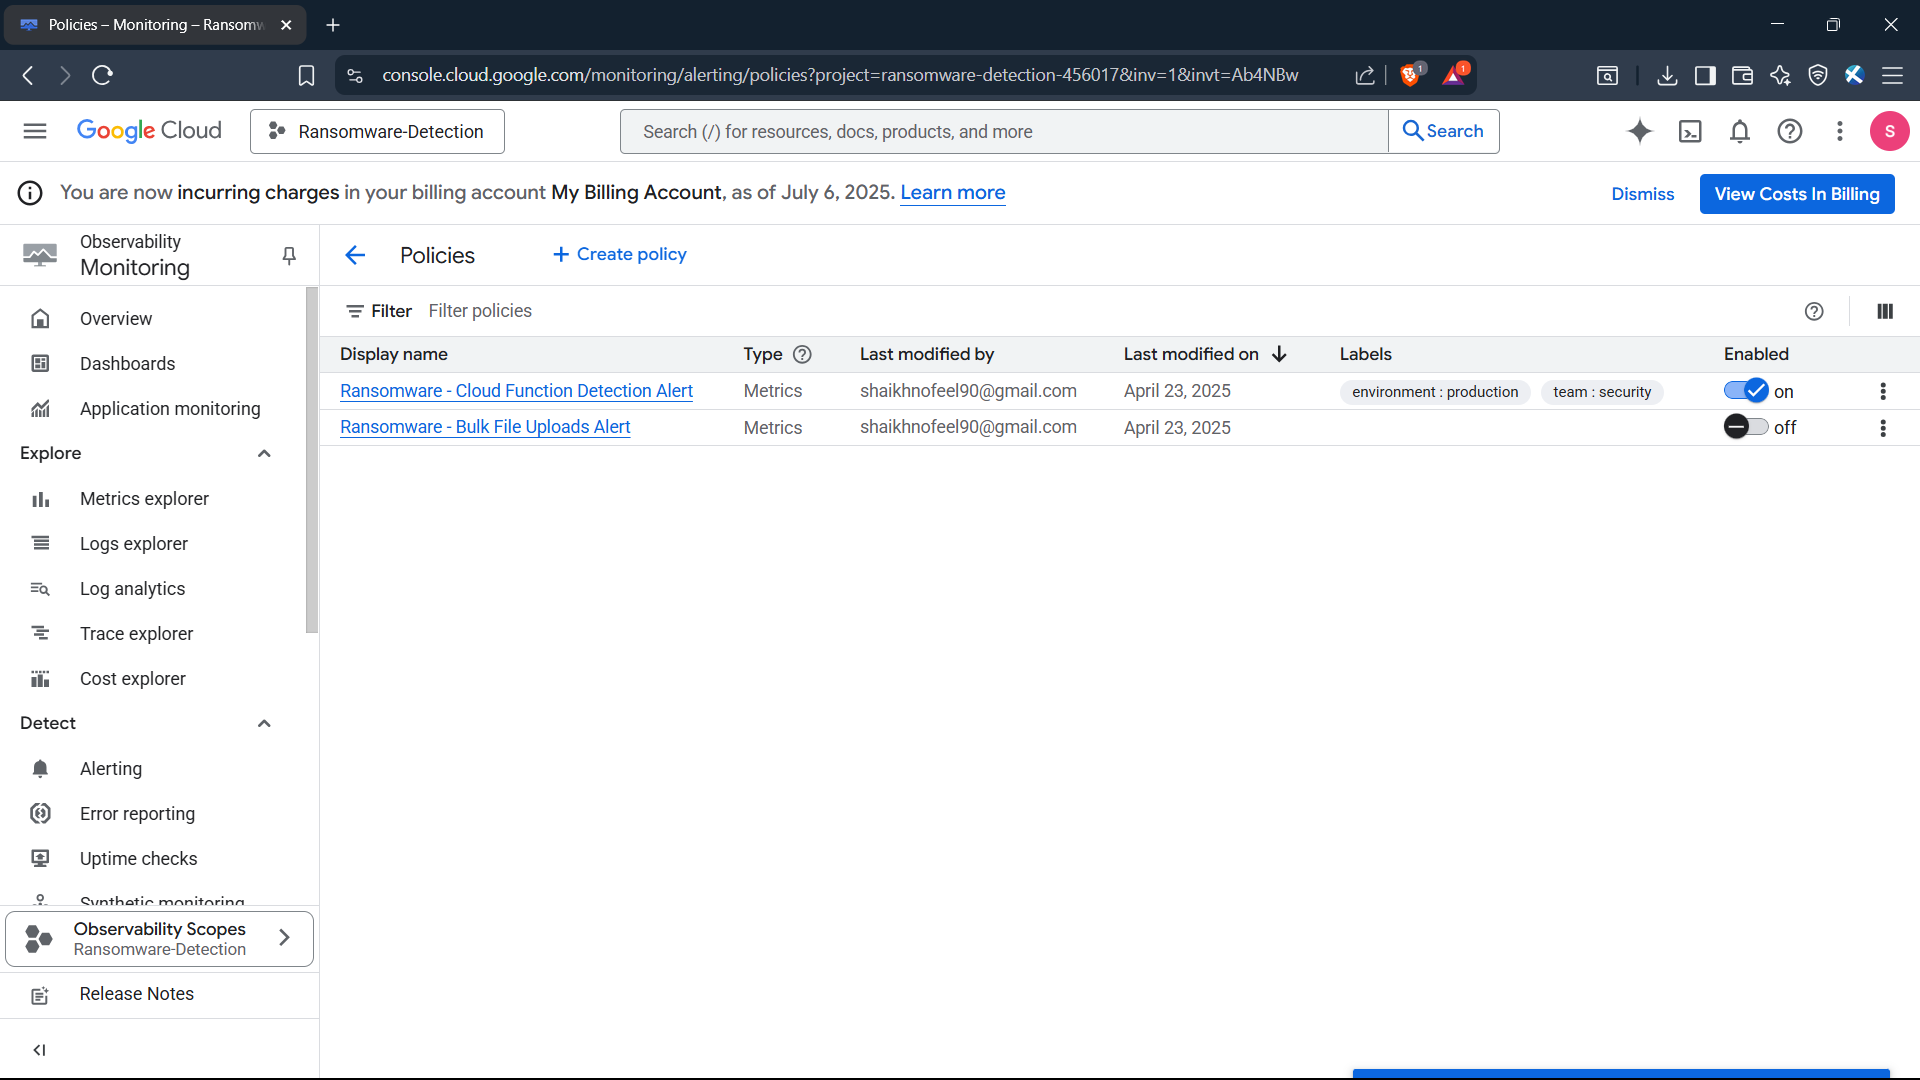 Policies – Monitoring – Ransomw
console.cloud.google.com/monitoring/alerting/policies?project=ransomware-detection-456017&inv=1&invt=Ab4NBw
1
1
Google Cloud
Ransomware-Detection
Search (/) for resources, docs, products, and more
Search
S
You are now incurring charges in your billing account My Billing Account, as of July 6, 2025. Learn more
Dismiss
View Costs In Billing
Observability
Monitoring
Policies
+ Create policy
Overview
Dashboards
Application monitoring
Explore
Metrics explorer
Logs explorer
Log analytics
Trace explorer
Cost explorer
Detect
Alerting
Error reporting
Uptime checks
Synthetic monitoring
Observability Scopes
Ransomware-Detection
Release Notes
Filter Filter policies
Display name Type Last modified by Last modified on Labels Enabled
Ransomware - Cloud Function Detection Alert Metrics shaikhnofeel90@gmail.com April 23, 2025 environment : production team : security on
Ransomware - Bulk File Uploads Alert Metrics shaikhnofeel90@gmail.com April 23, 2025 off